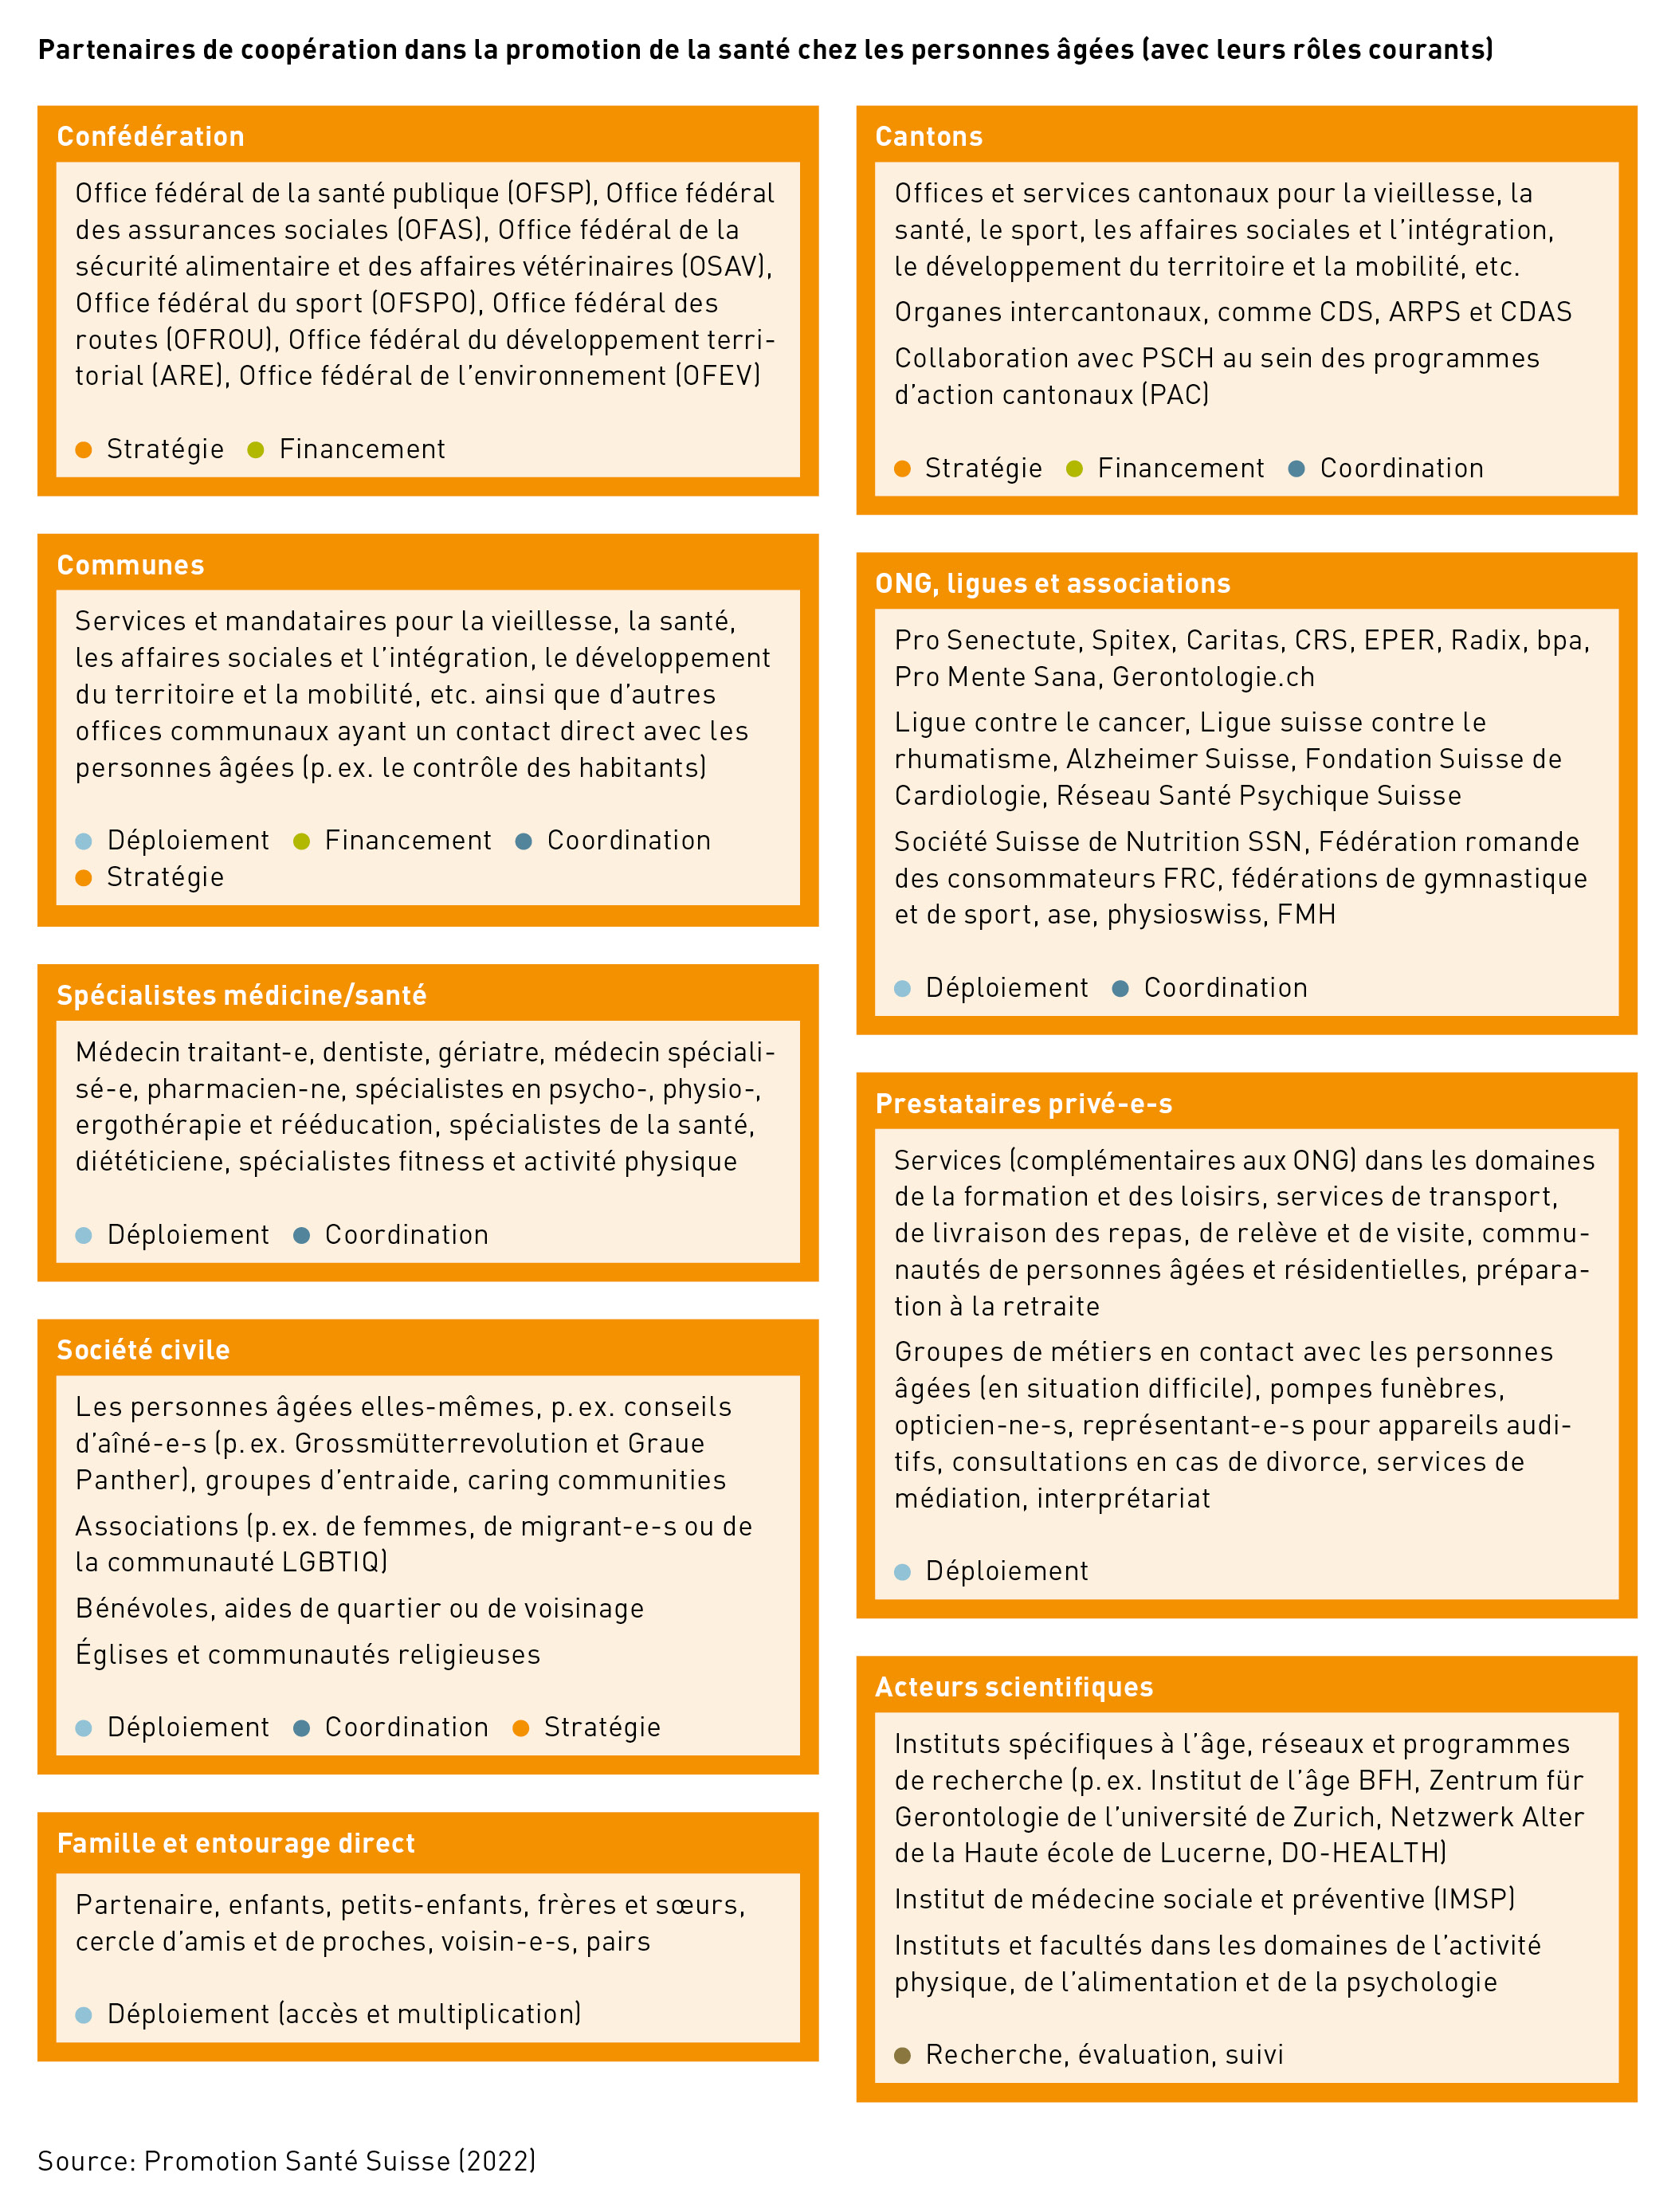 Partenaires de coopération dans la promotion de la santé chez les personnes âgées (avec leurs rôles courants)
Confédération
Office fédéral de la santé publique (OFSP), Office fédéral
des assurances sociales (OFAS), Office fédéral de la
sécurité alimentaire et des affaires vétérinaires (OSAV),
Office fédéral du sport (OFSPO), Office fédéral des
routes (OFROU), Office fédéral du développement terri-
torial (ARE), Office fédéral de l’environnement (OFEV)
Stratégie Financement
Communes
Services et mandataires pour la vieillesse, la santé,
les affaires sociales et l’intégration, le développement
du territoire et la mobilité, etc. ainsi que d’autres
offices communaux ayant un contact direct avec les
personnes âgées (p. ex. le contrôle des habitants)
Déploiement Financement Coordination
Stratégie
Spécialistes médicine/santé
Médecin traitant-e, dentiste, gériatre, médecin spéciali-
sé-e, pharmacien-ne, spécialistes en psycho-, physio-,
ergothérapie et rééducation, spécialistes de la santé,
diététiciene, spécialistes fitness et activité physique
Déploiement Coordination
Société civile
Les personnes âgées elles-mêmes, p. ex. conseils
d’aîné-e-s (p. ex. Grossmütterrevolution et Graue
Panther), groupes d’entraide, caring communities
Associations (p. ex. de femmes, de migrant-e-s ou de
la communauté LGBTIQ)
Bénévoles, aides de quartier ou de voisinage
Églises et communautés religieuses
Déploiement Coordination Stratégie
Famille et entourage direct
Partenaire, enfants, petits-enfants, frères et sœurs,
cercle d’amis et de proches, voisin-e-s, pairs
Déploiement (accès et multiplication)
Cantons
Offices et services cantonaux pour la vieillesse, la
santé, le sport, les affaires sociales et l’intégration,
le développement du territoire et la mobilité, etc.
Organes intercantonaux, comme CDS, ARPS et CDAS
Collaboration avec PSCH au sein des programmes
d’action cantonaux (PAC)
Stratégie Financement Coordination
ONG, ligues et associations
Pro Senectute, Spitex, Caritas, CRS, EPER, Radix, bpa,
Pro Mente Sana, Gerontologie.ch
Ligue contre le cancer, Ligue suisse contre le
rhumatisme, Alzheimer Suisse, Fondation Suisse de
Cardiologie, Réseau Santé Psychique Suisse
Société Suisse de Nutrition SSN, Fédération romande
des consommateurs FRC, fédérations de gymnastique
et de sport, ase, physioswiss, FMH
Déploiement Coordination
Prestataires privé-e-s
Services (complémentaires aux ONG) dans les domaines
de la formation et des loisirs, services de transport,
de livraison des repas, de relève et de visite, commu-
nautés de personnes âgées et résidentielles, prépara-
tion à la retraite
Groupes de métiers en contact avec les personnes
âgées (en situation difficile), pompes funèbres,
opticien-ne-s, représentant-e-s pour appareils audi-
tifs, consultations en cas de divorce, services de
médiation, interprétariat
Déploiement
Acteurs scientifiques
Instituts spécifiques à l’âge, réseaux et programmes
de recherche (p. ex. Institut de l’âge BFH, Zentrum für
Gerontologie de l’université de Zurich, Netzwerk Alter
de la Haute école de Lucerne, DO-HEALTH)
Institut de médecine sociale et préventive (IMSP)
Instituts et facultés dans les domaines de l’activité
physique, de l’alimentation et de la psychologie
Recherche, évaluation, suivi
Source: Promotion Santé Suisse (2022)